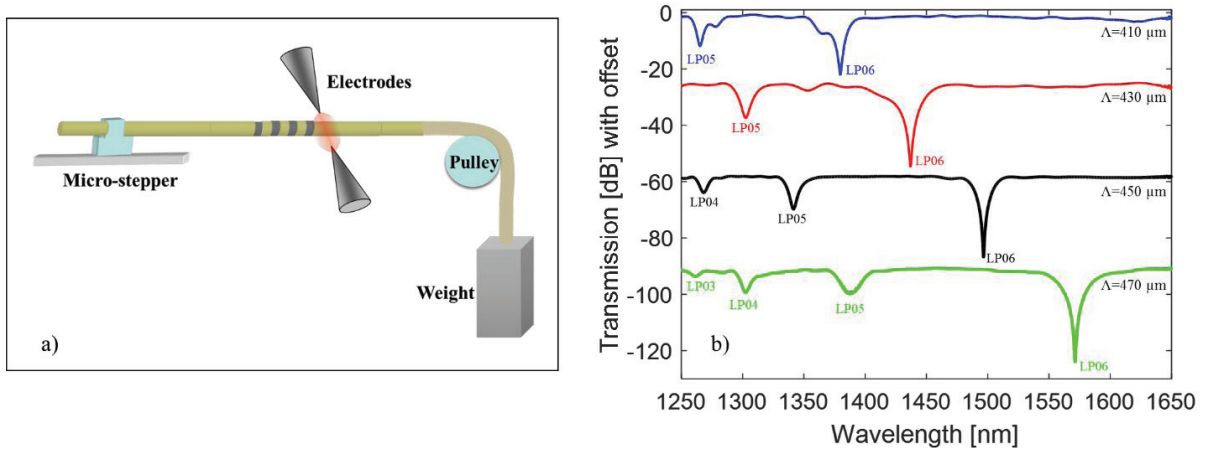 Electrodes
Pulley
Micro-stepper
Weight
a)
Transmission [dB] with offset
0
-20
-40
-60
-80
-100
-120
Λ=410 µm
LP05
LP06
Λ=430 µm
LP05
LP06
Λ=450 µm
LP04
LP05
LP06
Λ=470 µm
LP03
LP04
LP05
LP06
b)
1250 1300 1350 1400 1450 1500 1550 1600 1650
Wavelength [nm]